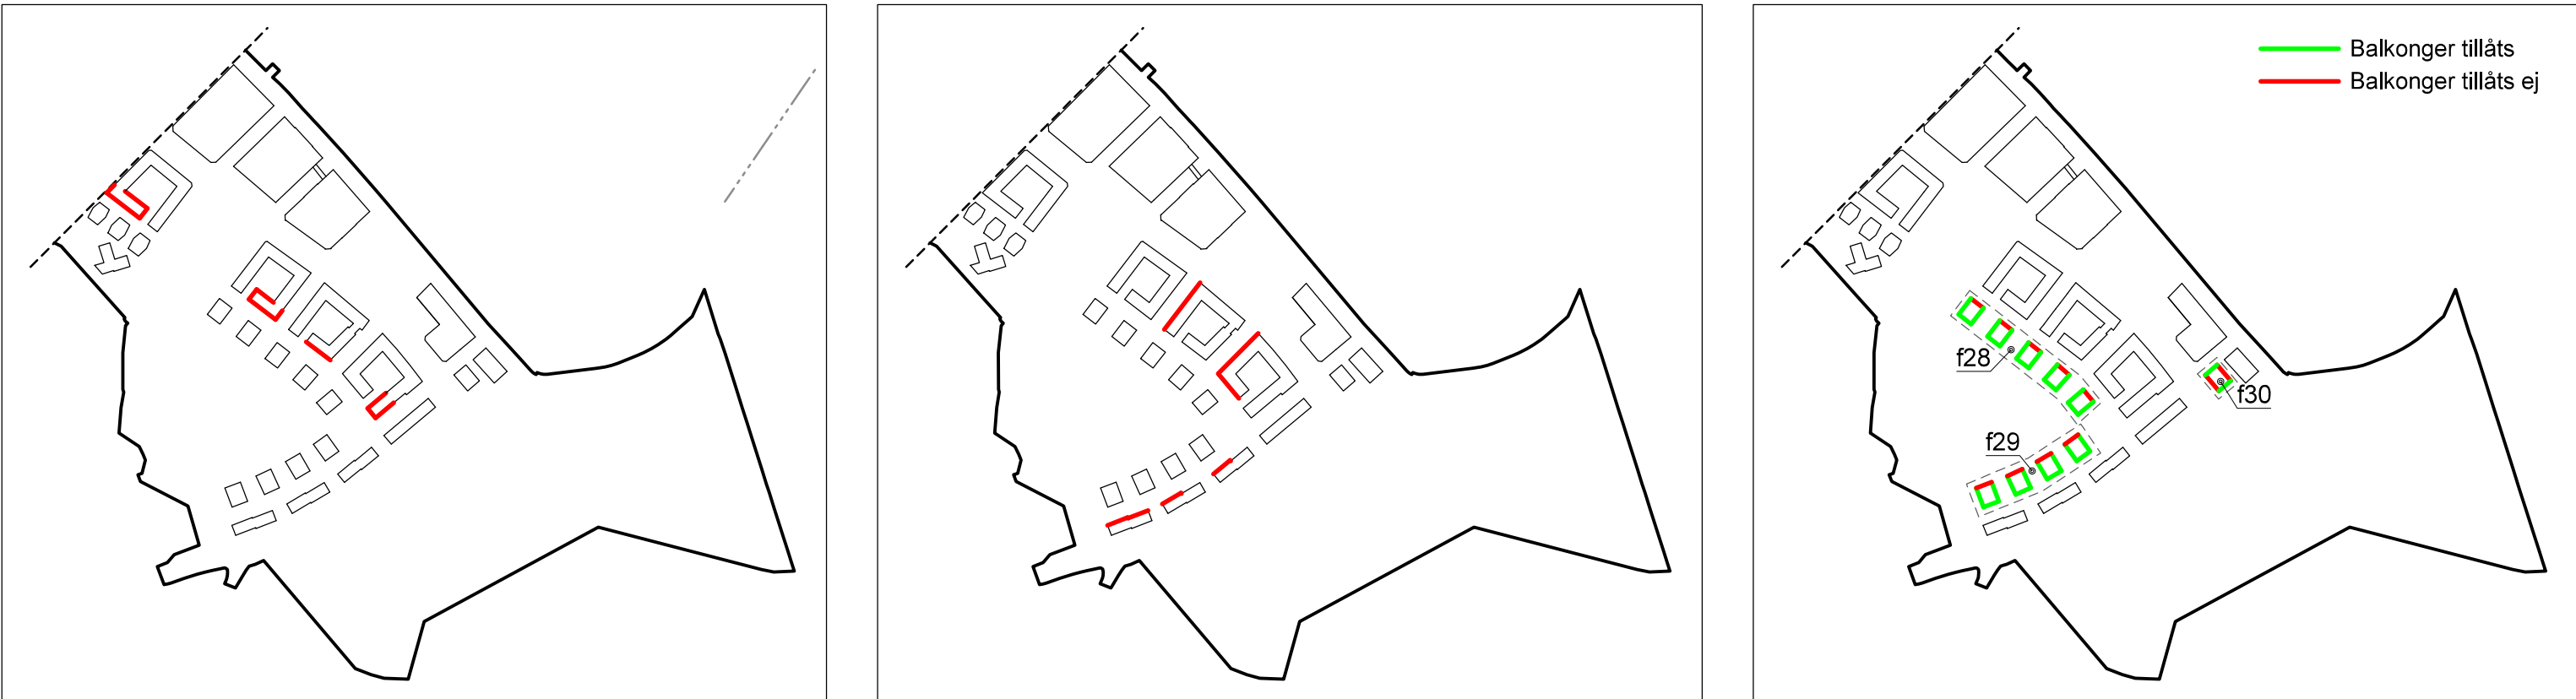 Balkonger tillåts
Balkonger tillåts ej
f28
f30
f29